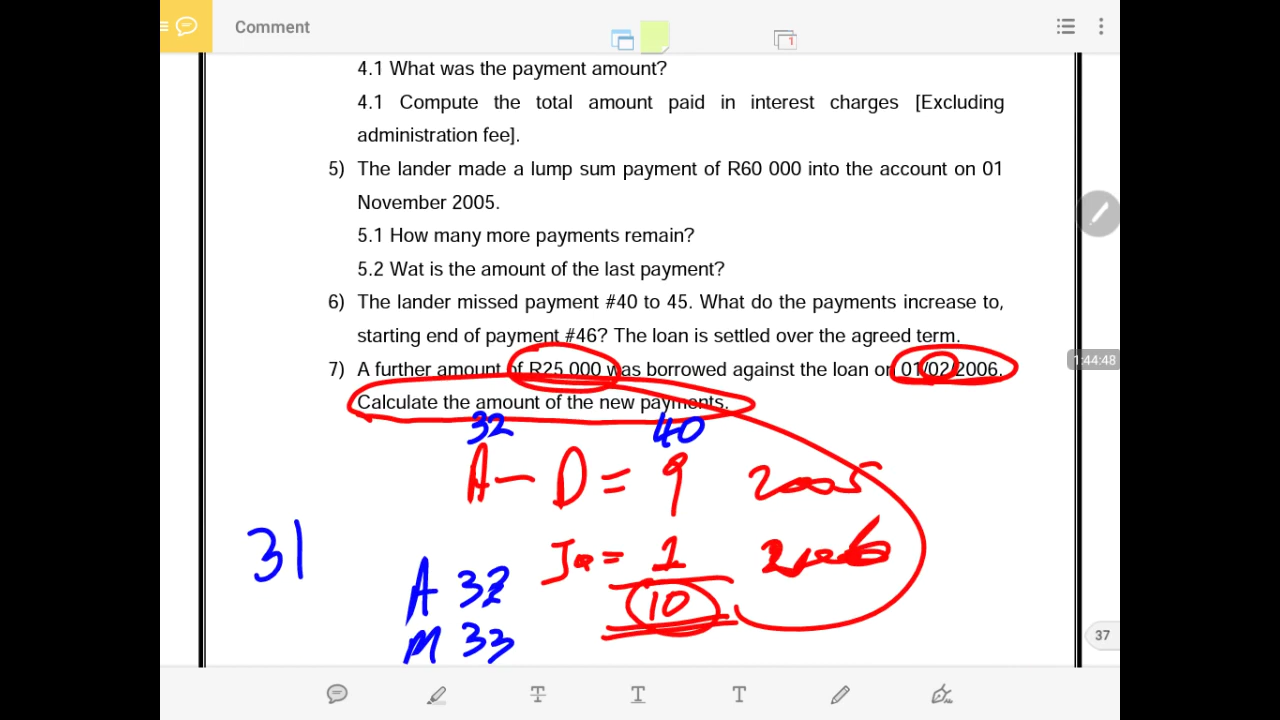 Comment
1
4.1 What was the payment amount?
4.1 Compute the total amount paid in interest charges [Excluding
administration fee].
5) The lander made a lump sum payment of R60 000 into the account on 01
November 2005.
5.1 How many more payments remain?
5.2 Wat is the amount of the last payment?
6) The lander missed payment #40 to 45. What do the payments increase to,
starting end of payment #46? The loan is settled over the agreed term.
7) A further amount of R25 000 was borrowed against the loan on 01/02/2006.
Calculate the amount of the new payments.
1:44:48
32 40
A - D = 9 2005
31
Ja = 1 2006
A 32
10
M 33
37
T T T